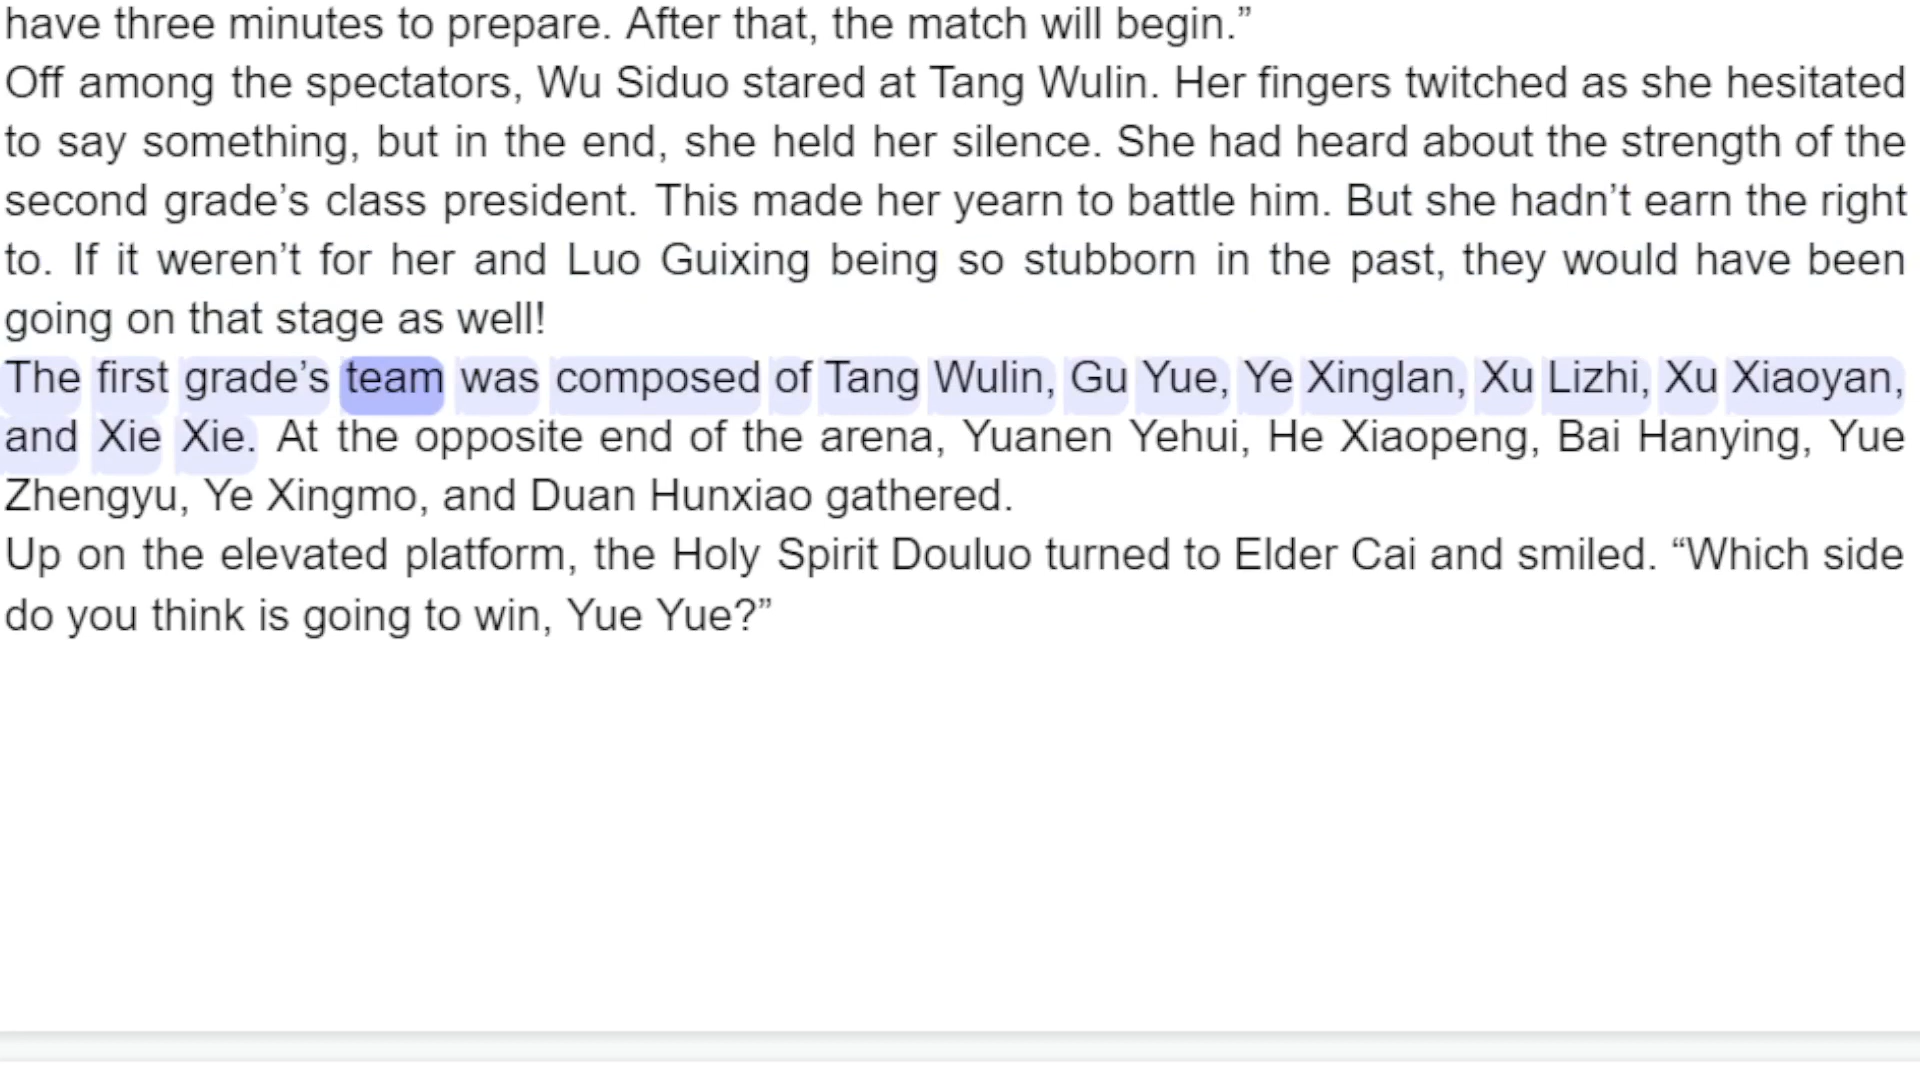 have three minutes to prepare. After that, the match will begin.”
Off among the spectators, Wu Siduo stared at Tang Wulin. Her fingers twitched as she hesitated
to say something, but in the end, she held her silence. She had heard about the strength of the
second grade’s class president. This made her yearn to battle him. But she hadn’t earn the right
to. If it weren’t for her and Luo Guixing being so stubborn in the past, they would have been
going on that stage as well!
The first grade’s team was composed of Tang Wulin, Gu Yue, Ye Xinglan, Xu Lizhi, Xu Xiaoyan,
and Xie Xie. At the opposite end of the arena, Yuanen Yehui, He Xiaopeng, Bai Hanying, Yue
Zhengyu, Ye Xingmo, and Duan Hunxiao gathered.
Up on the elevated platform, the Holy Spirit Douluo turned to Elder Cai and smiled. “Which side
do you think is going to win, Yue Yue?”